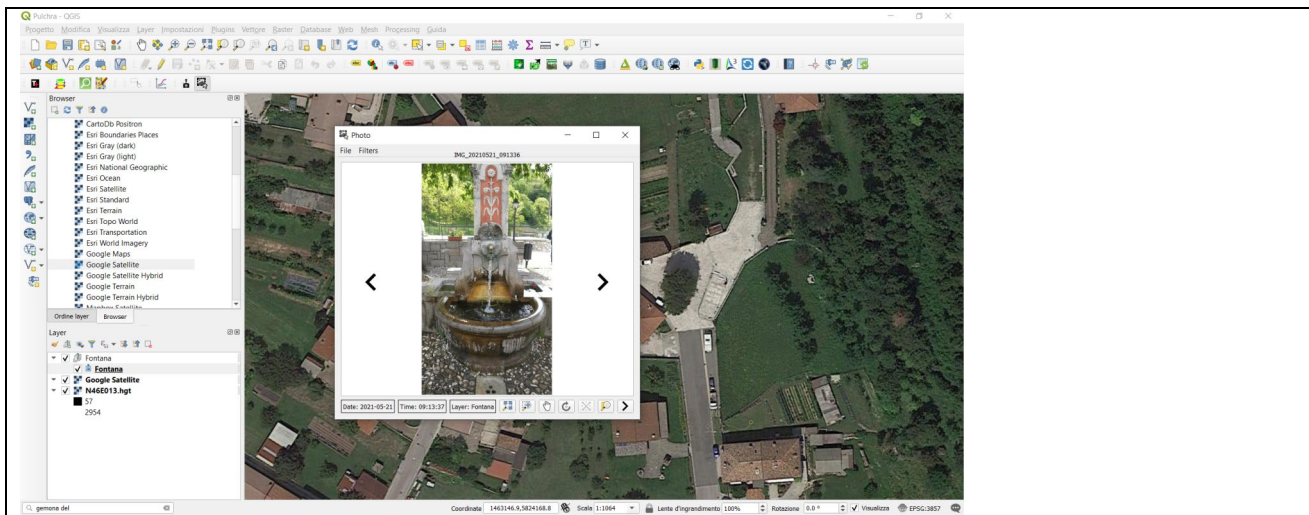 Pulchra - QGIS
Progetto Modifica Visualizza Layer Impostazioni Plugins Vettore Raster Database Web Mesh Processing Guida
Browser
CartoDb Positron
Esri Boundaries Places
Esri Gray (dark)
Esri Gray (light)
Esri National Geographic
Esri Ocean
Esri Satellite
Esri Standard
Esri Terrain
Esri Topo World
Esri Transportation
Esri World Imagery
Google Maps
Google Satellite
Google Satellite Hybrid
Google Terrain
Google Terrain Hybrid
Ordine layer Browser
Layer
Fontana
Fontana
Google Satellite
N46E013.hgt
57
2954
Photo
File Filters
IMG_20210521_091336
Date: 2021-05-21 Time: 09:13:37 Layer: Fontana
gemona del
Coordinate 1463146.9,5824168.8 Scala 1:1064 Lente d'ingrandimento 100% Rotazione 0.0 ° Visualizza EPSG:3857